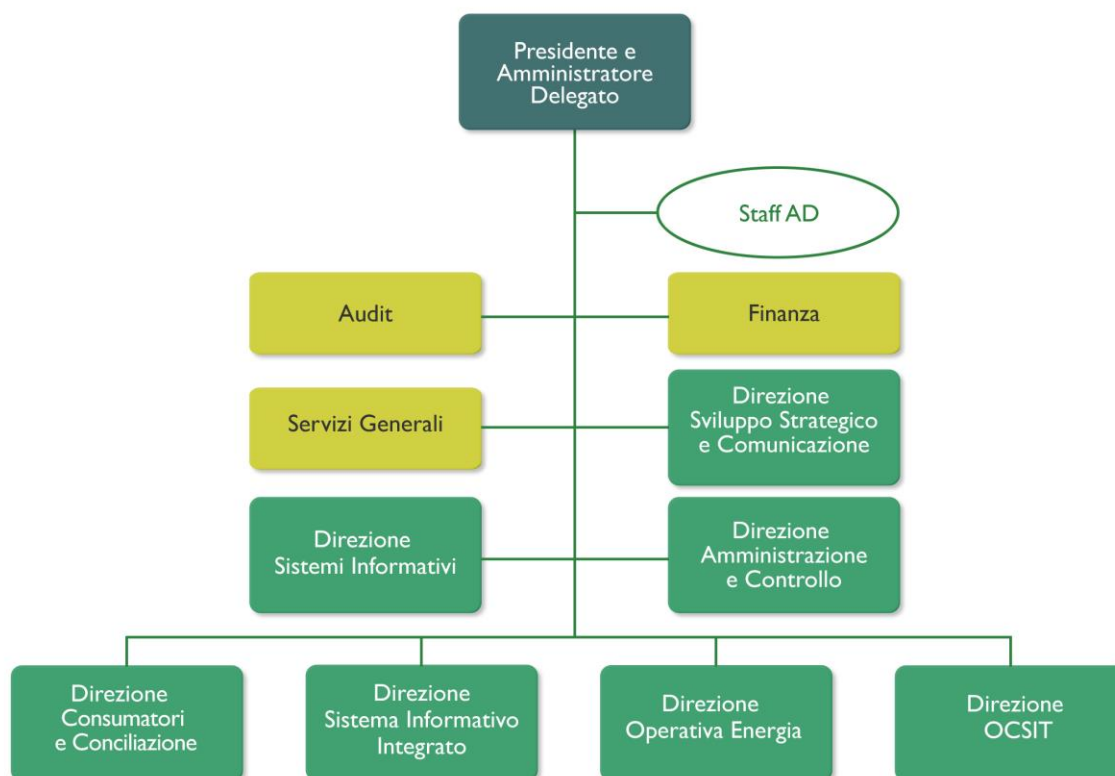 Presidente e
Amministratore
Delegato
Staff AD
Audit
Finanza
Servizi Generali
Direzione
Sviluppo Strategico
e Comunicazione
Direzione
Sistemi Informativi
Direzione
Amministrazione
e Controllo
Direzione
Consumatori
e Conciliazione
Direzione
Sistema Informativo
Integrato
Direzione
Operativa Energia
Direzione
OCSIT